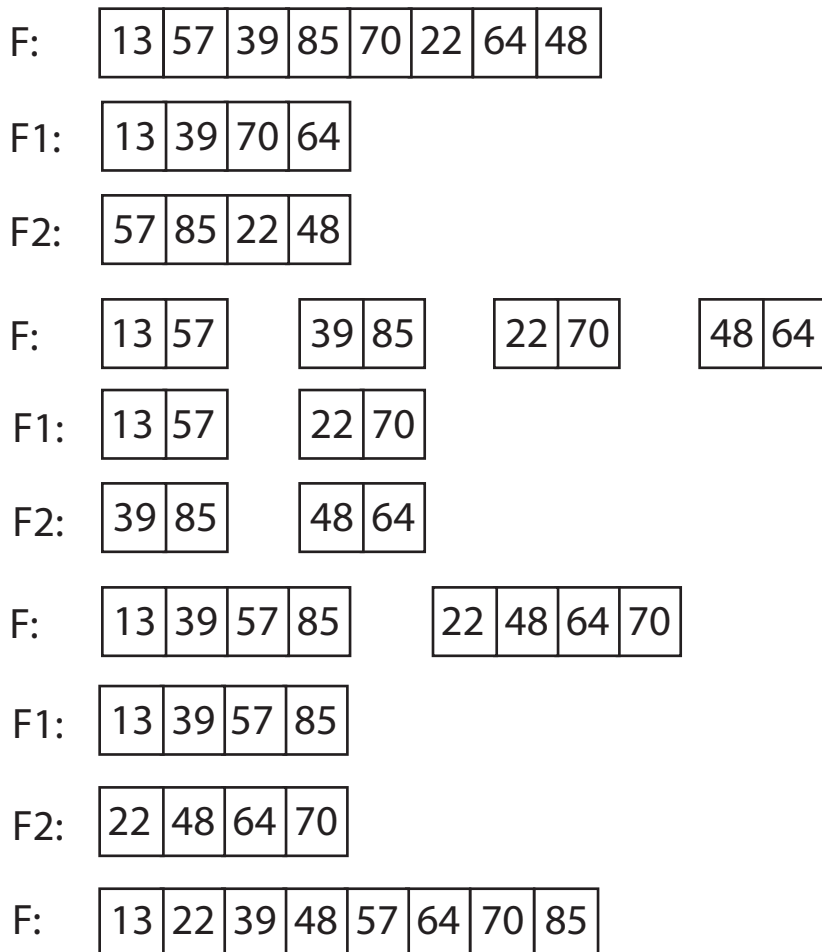 F: 13 57 39 85 70 22 64 48
F1: 13 39 70 64
F2: 57 85 22 48
F: 13 57 39 85 22 70 48 64
F1: 13 57 22 70
F2: 39 85 48 64
F: 13 39 57 85 22 48 64 70
F1: 13 39 57 85
F2: 22 48 64 70
F: 13 22 39 48 57 64 70 85